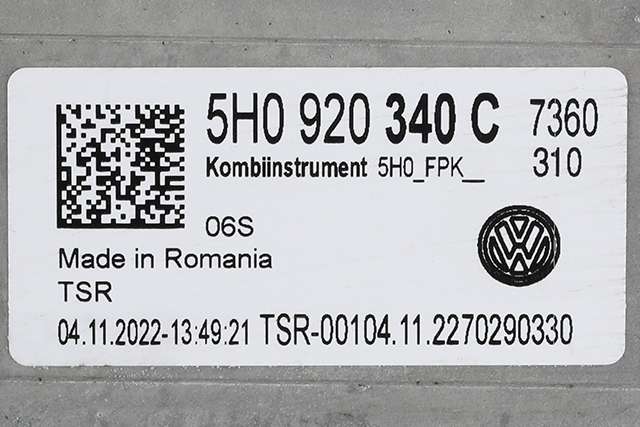 5H0 920 340 C 7360
Kombiinstrument 5H0_FPK__ 310
06S
Made in Romania
TSR
04.11.2022-13:49:21 TSR-00104.11.2270290330